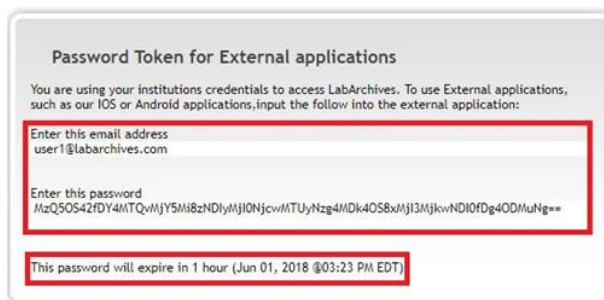 Password Token for External applications
You are using your institutions credentials to access LabArchives. To use External applications,
such as our IOS or Android applications,input the follow into the external application:
Enter this email address
user1@labarchives.com
Enter this password
MzQ5OS42fDY4MTQvMjY5Mi8zNDIyMjI0NjcwMTUyNzg4MDk4OS8xMjI3MjkwNDI0fDg4ODMuNg==
This password will expire in 1 hour (Jun 01, 2018 @03:23 PM EDT)